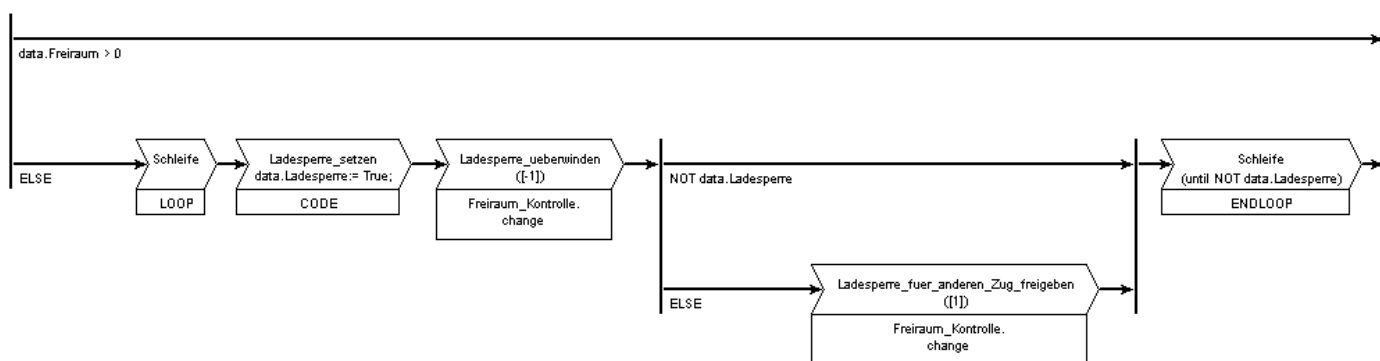 data.Freiraum > 0
ELSE
Schleife
LOOP
Ladesperre_setzen
data.Ladesperre:= True;
CODE
Ladesperre_ueberwinden
([-1])
Freiraum_Kontrolle.
change
NOT data.Ladesperre
ELSE
Ladesperre_fuer_anderen_Zug_freigeben
([1])
Freiraum_Kontrolle.
change
Schleife
(until NOT data.Ladesperre)
ENDLOOP